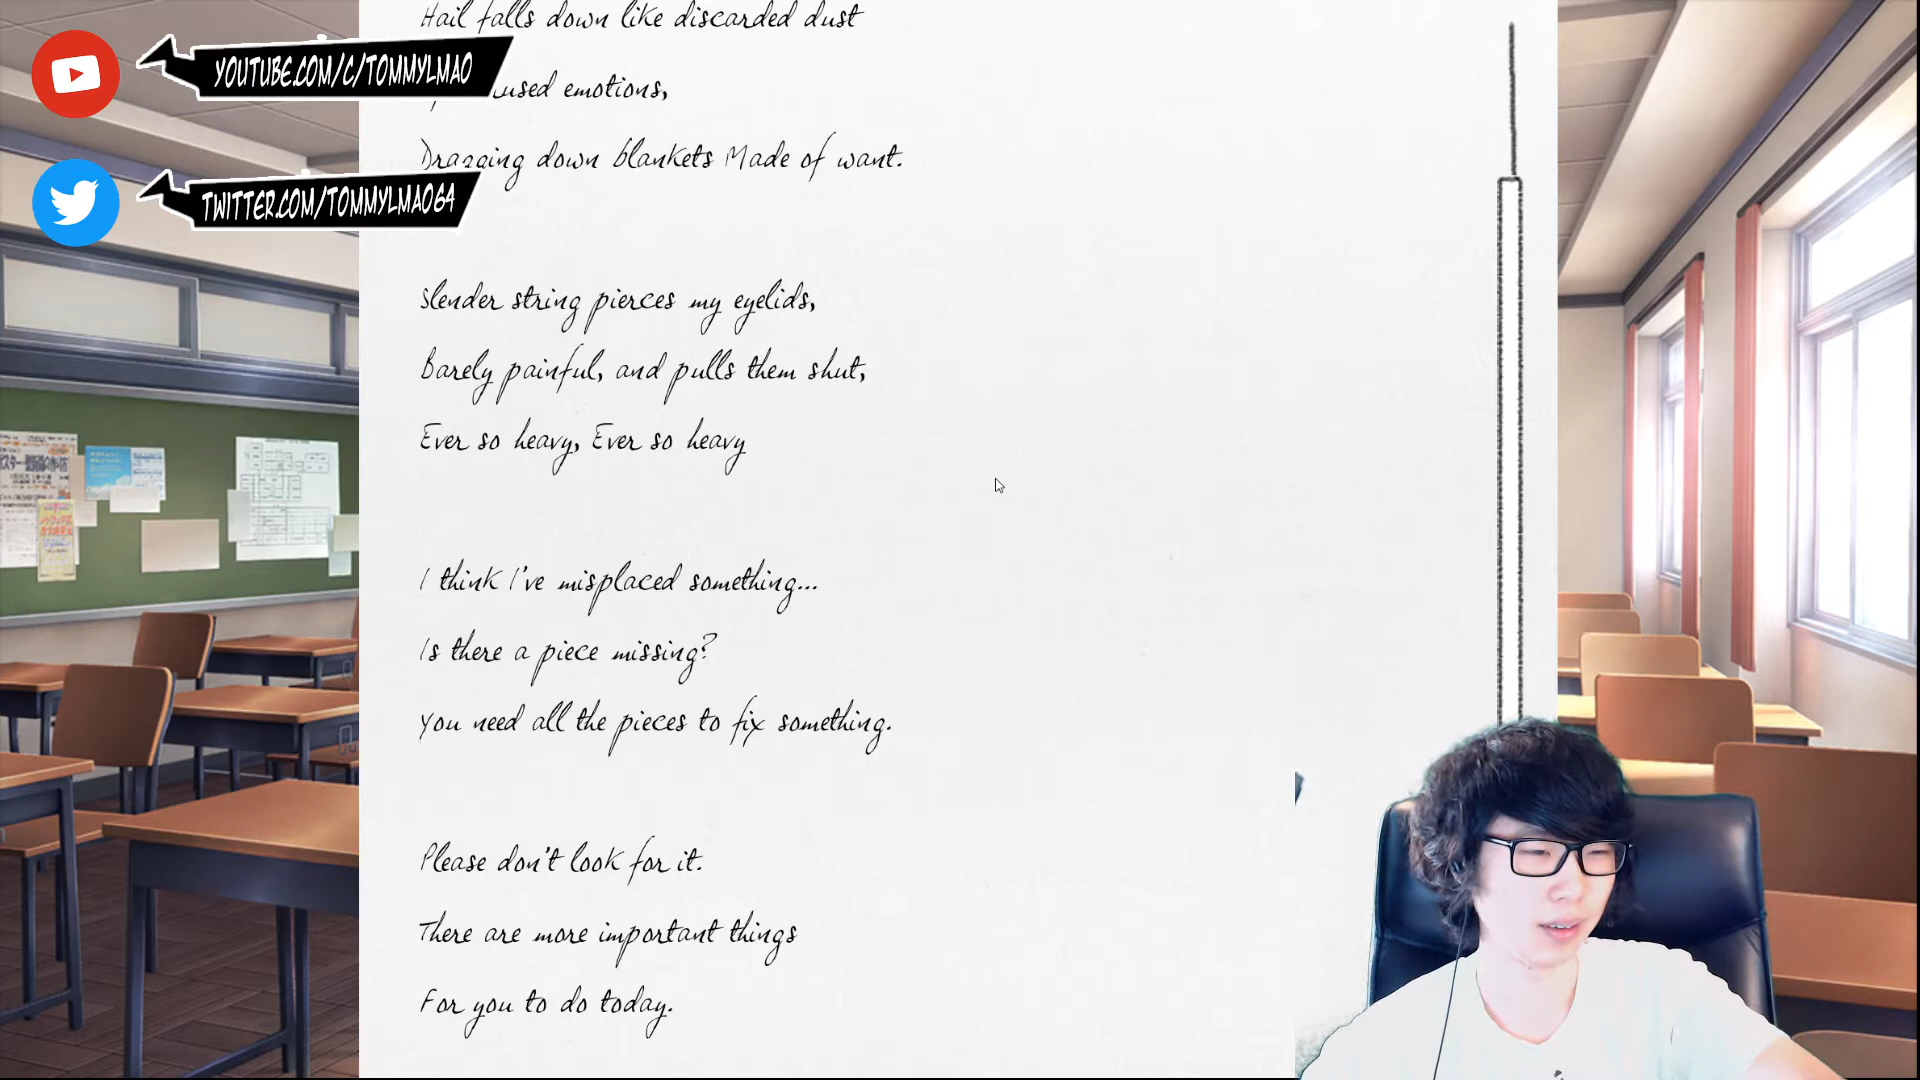 YOUTUBE.COM/C/TOMMYLMAO
TWITTER.COM/TOMMYLMAO64
Hail falls down like discarded dust
emotions,
Dragging down blankets Made of want.
Slender string pierces my eyelids,
Barely painful, and pulls them shut,
Ever so heavy, Ever so heavy
I think I've misplaced something...
Is there a piece missing?
You need all the pieces to fix something.
Please don't look for it.
There are more important things
For you to do today.